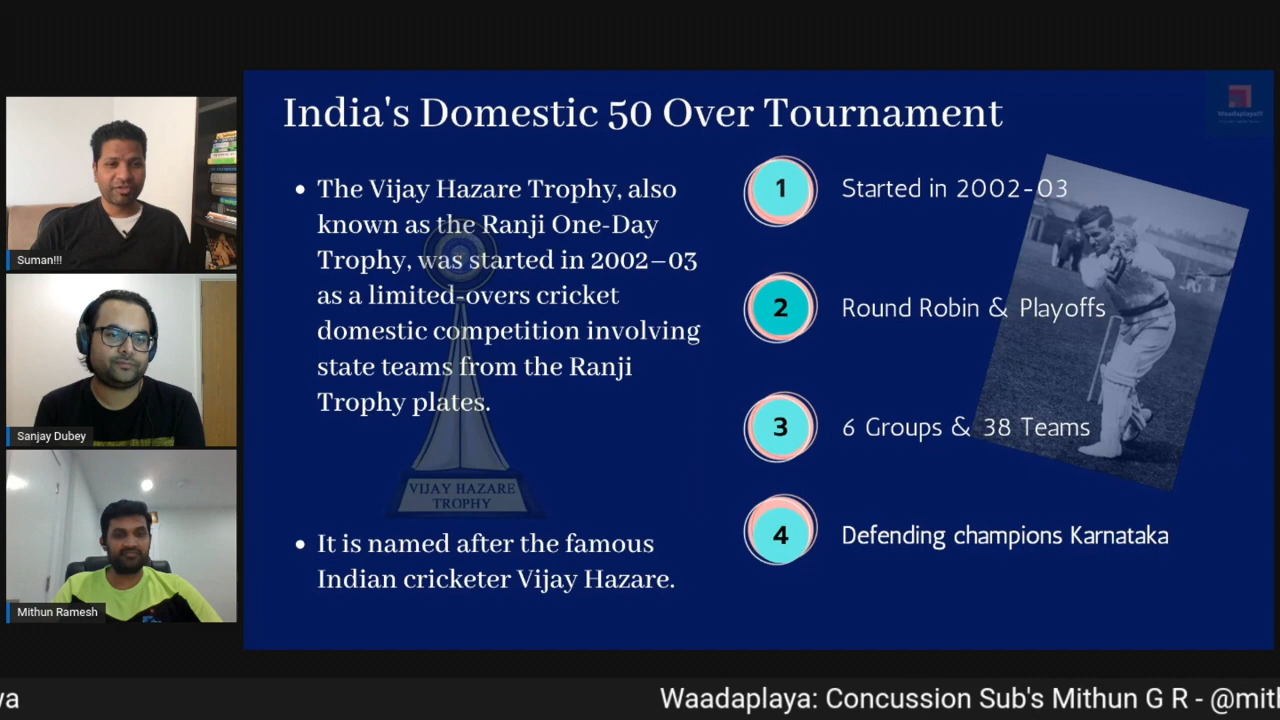 India's Domestic 50 Over Tournament
Waadaplaya!!!
The Vijay Hazare Trophy, also
known as the Ranji One-Day
Trophy, was started in 2002–03
as a limited-overs cricket
domestic competition involving
state teams from the Ranji
Trophy plates.
VIJAY HAZARE
TROPHY
It is named after the famous
Indian cricketer Vijay Hazare.
1 Started in 2002-03
2 Round Robin & Playoffs
3 6 Groups & 38 Teams
4 Defending champions Karnataka
Suman!!!
Sanjay Dubey
Mithun Ramesh
ya Waadaplaya: Concussion Sub's Mithun G R - @mit